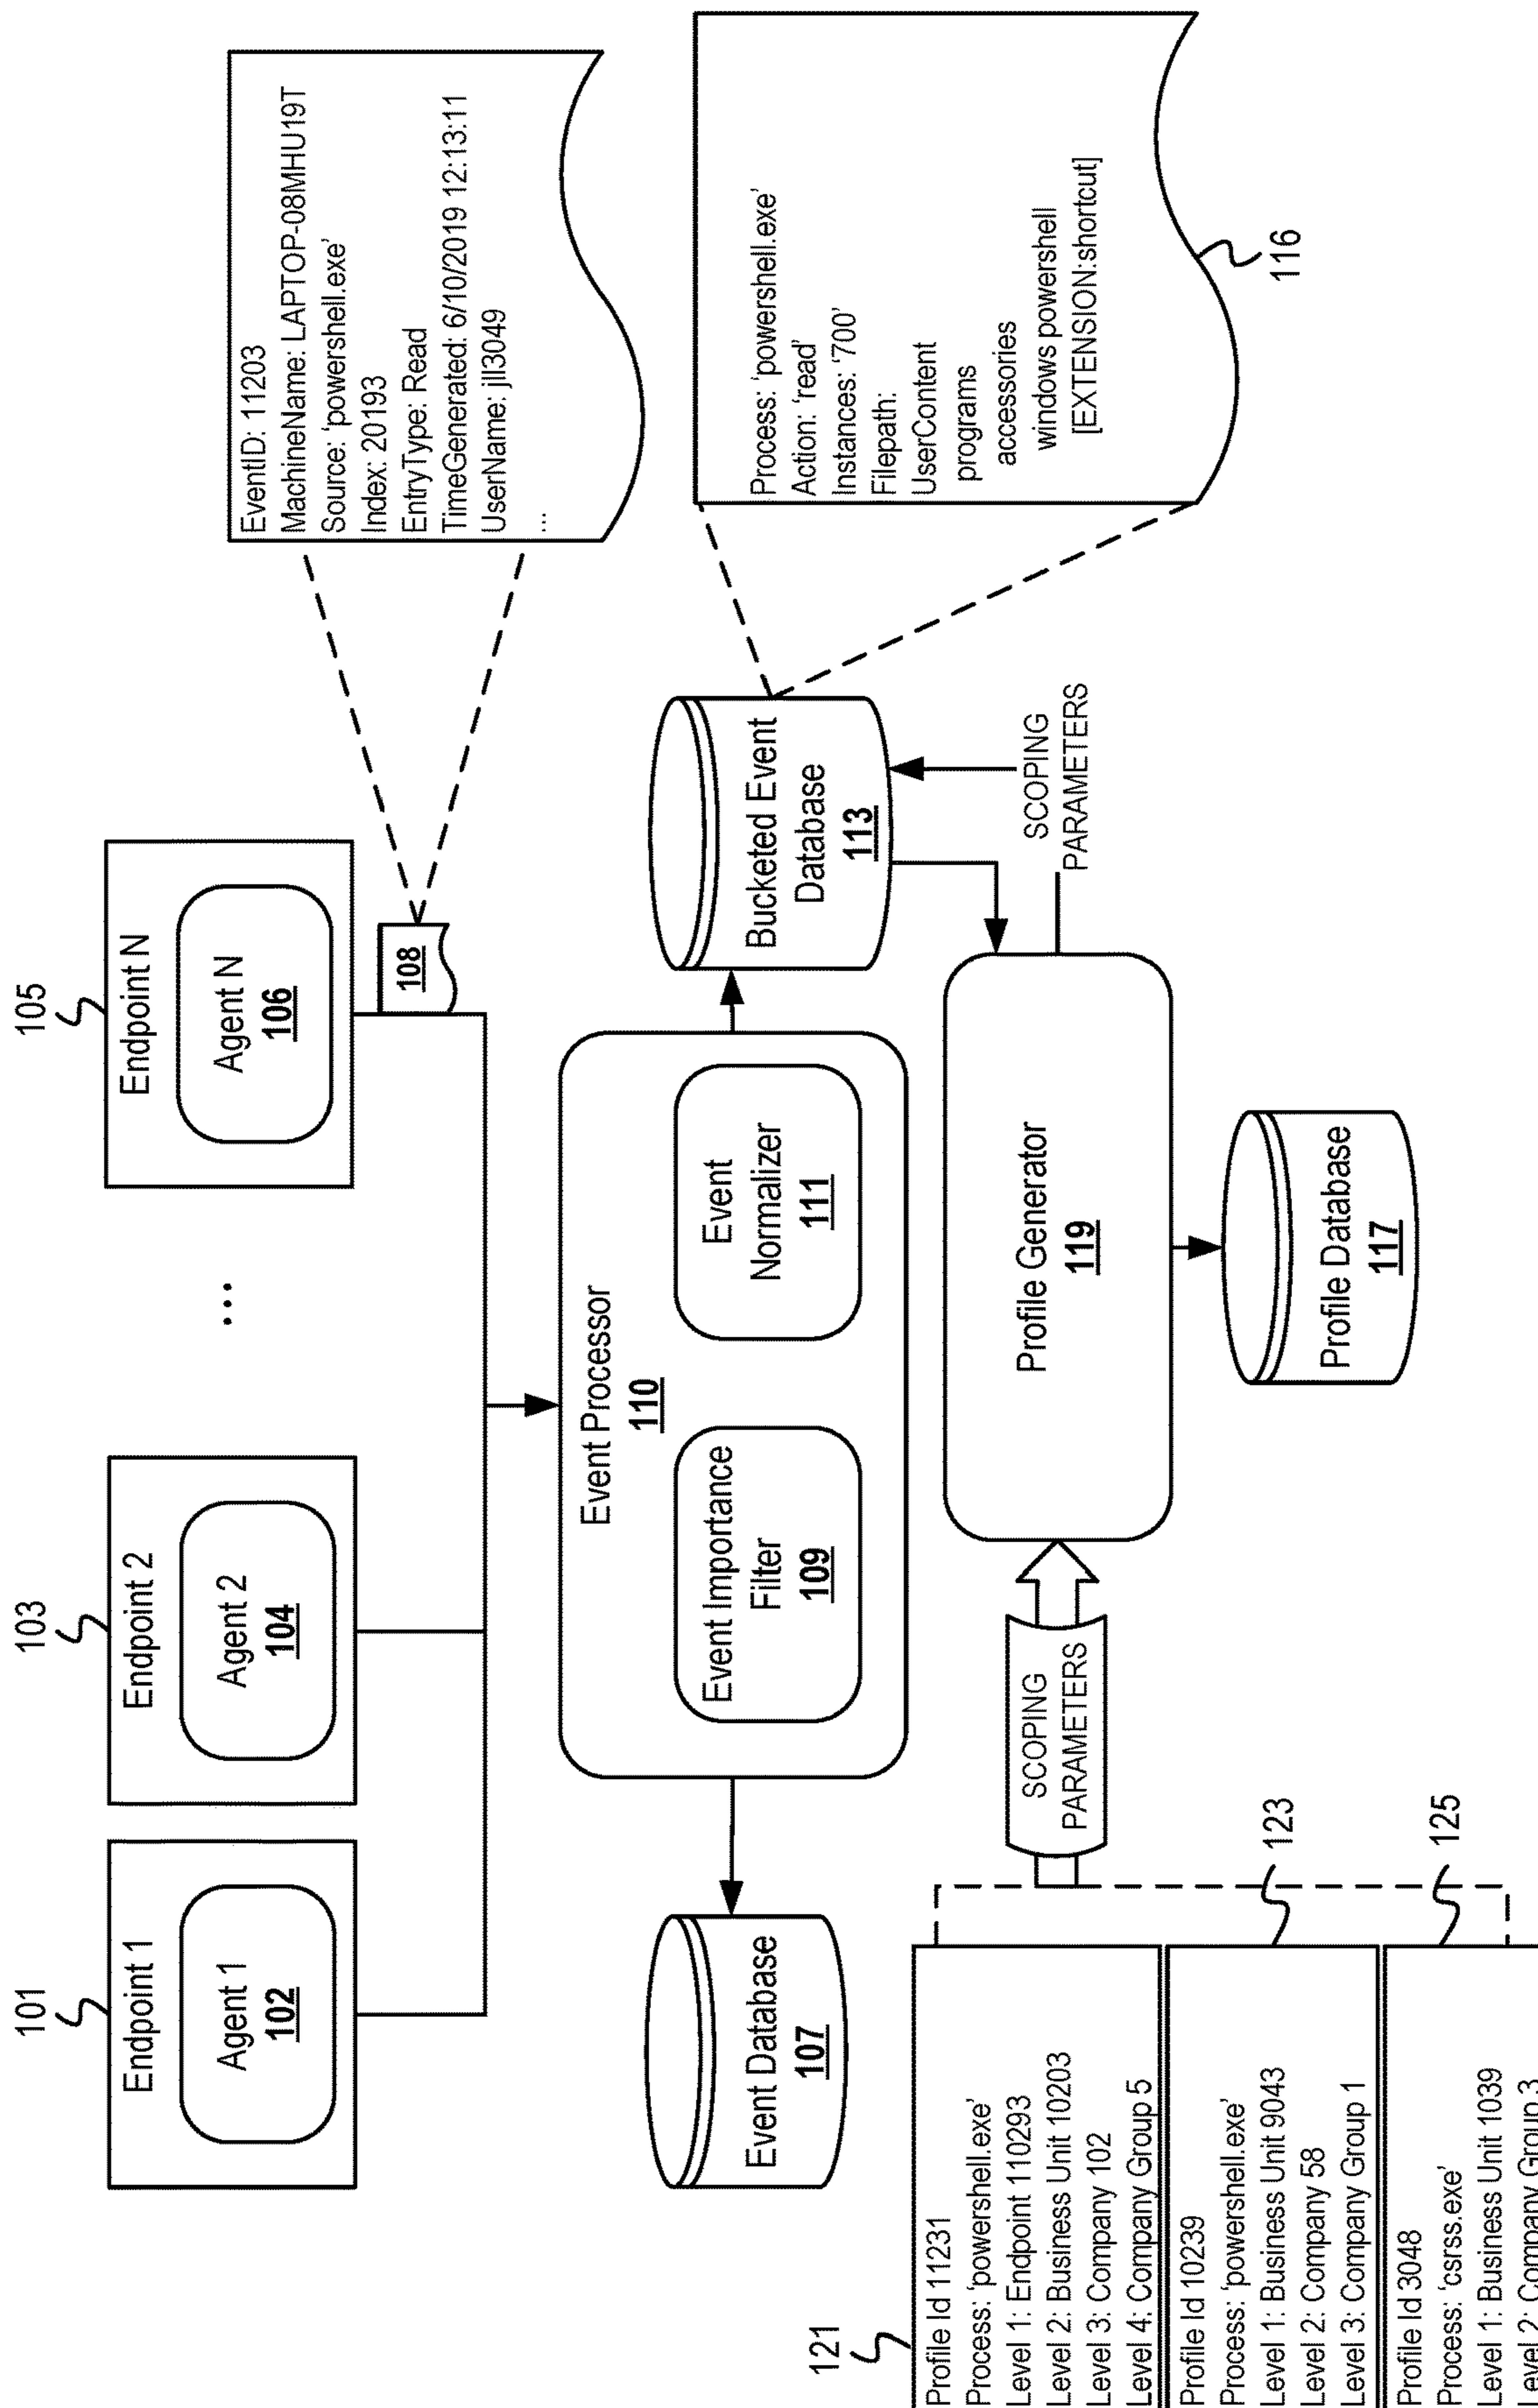 101
Endpoint 1
Agent 1
102
103
Endpoint 2
Agent 2
104
...
105
Endpoint N
Agent N
106
108
EventID: 11203
MachineName: LAPTOP-08MHU19T
Source: ‘powershell.exe’
Index: 20193
EntryType: Read
TimeGenerated: 6/10/2019 12:13:11
UserName: jll3049
...
Event Database
107
Event Processor
110
Event Importance
Filter
109
Event
Normalizer
111
Bucketed Event
Database
113
Process: ‘powershell.exe’
Action: ‘read’
Instances: ‘700’
Filepath:
UserContent
programs
accessories
windows powershell
[EXTENSION:shortcut]
116
SCOPING
PARAMETERS
Profile Generator
119
Profile Database
117
SCOPING
PARAMETERS
121
Profile Id 11231
Process: ‘powershell.exe’
Level 1: Endpoint 110293
Level 2: Business Unit 10203
Level 3: Company 102
Level 4: Company Group 5
123
Profile Id 10239
Process: ‘powershell.exe’
Level 1: Business Unit 9043
Level 2: Company 58
Level 3: Company Group 1
125
Profile Id 3048
Process: ‘csrss.exe’
Level 1: Business Unit 1039
Level 2: Company Group 3